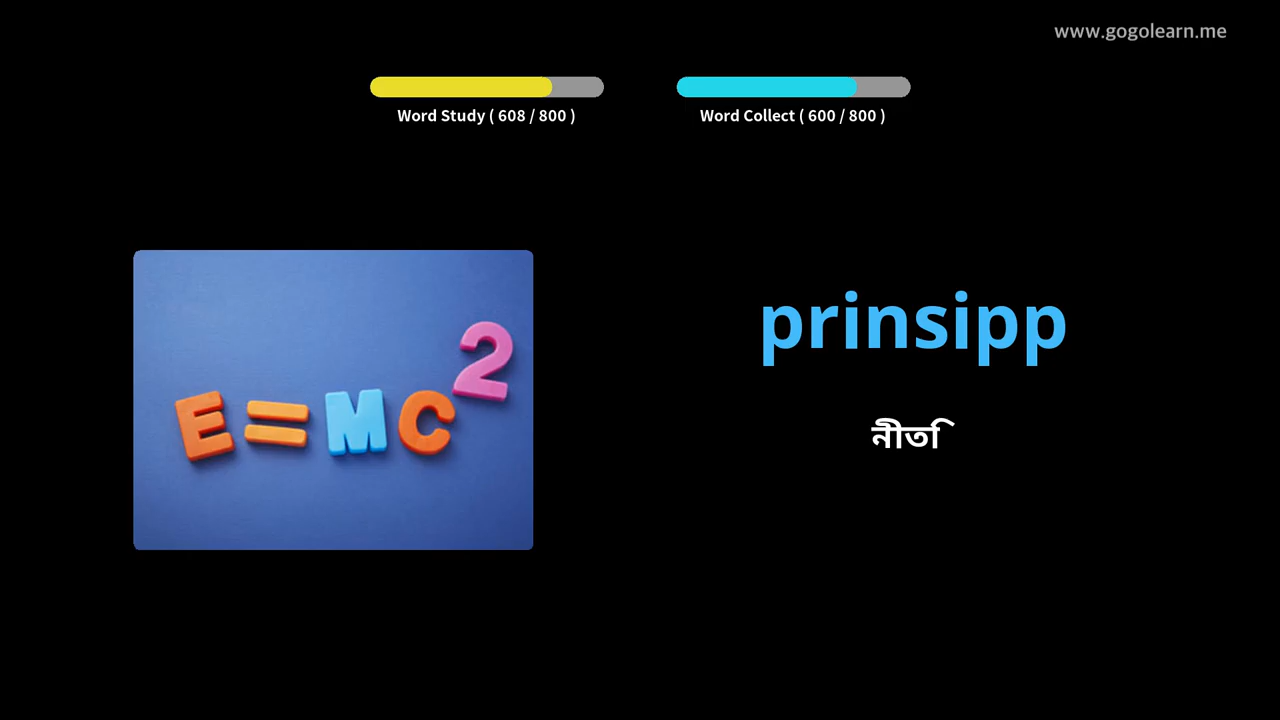 www.gogolearn.me
Word Study ( 608 / 800 )
Word Collect ( 600 / 800 )
E=MC2
prinsipp
নীতি